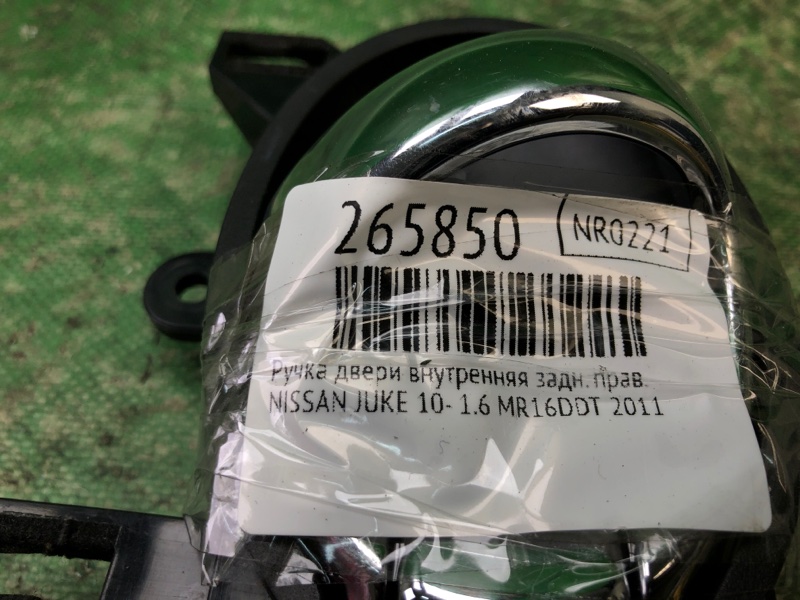 265850
NR0221
Ручка двери внутренняя задн. прав.
NISSAN JUKE 10- 1.6 MR16DDT 2011